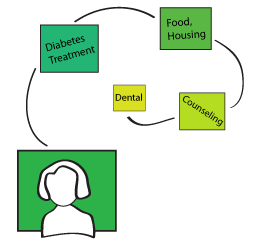 Diabetes
Treatment
Food,
Housing
Dental
Counseling